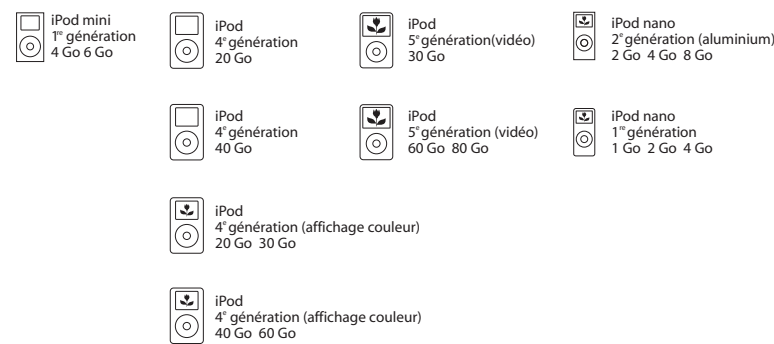 iPod mini
1re génération
4 Go 6 Go
iPod
4e génération
20 Go
iPod
5e génération(vidéo)
30 Go
iPod nano
2e génération (aluminium)
2 Go 4 Go 8 Go
iPod
4e génération
40 Go
iPod
5e génération (vidéo)
60 Go 80 Go
iPod nano
1re génération
1 Go 2 Go 4 Go
iPod
4e génération (affichage couleur)
20 Go 30 Go
iPod
4e génération (affichage couleur)
40 Go 60 Go